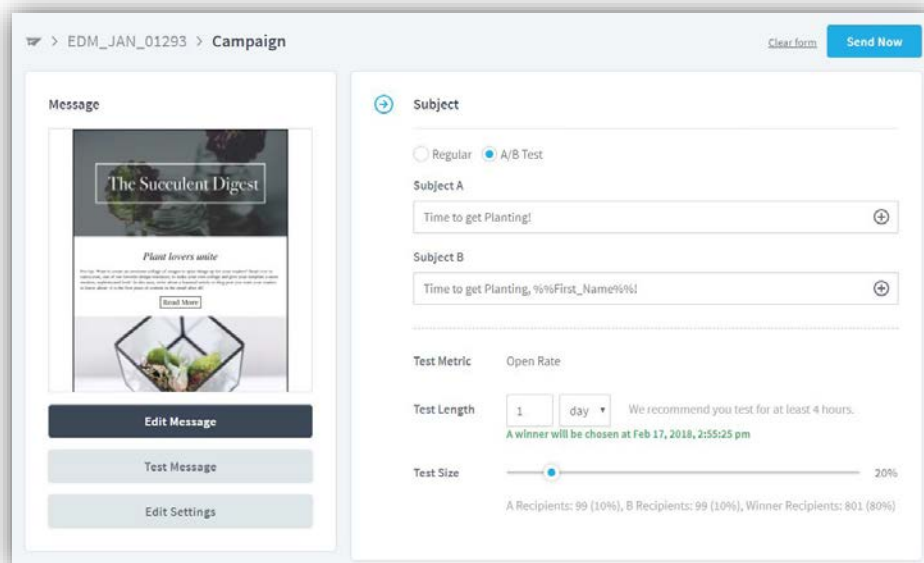 > EDM_JAN_01293 > Campaign
Clear form
Send Now
Message
The Succulent Digest
Plant lovers unite
Read More
Edit Message
Test Message
Edit Settings
Subject
Regular
A/B Test
Subject A
Time to get Planting!
Subject B
Time to get Planting, %%First_Name%%!
Test Metric
Open Rate
Test Length
1
day
We recommend you test for at least 4 hours.
A winner will be chosen at Feb 17, 2018, 2:55:25 pm
Test Size
20%
A Recipients: 99 (10%), B Recipients: 99 (10%), Winner Recipients: 801 (80%)